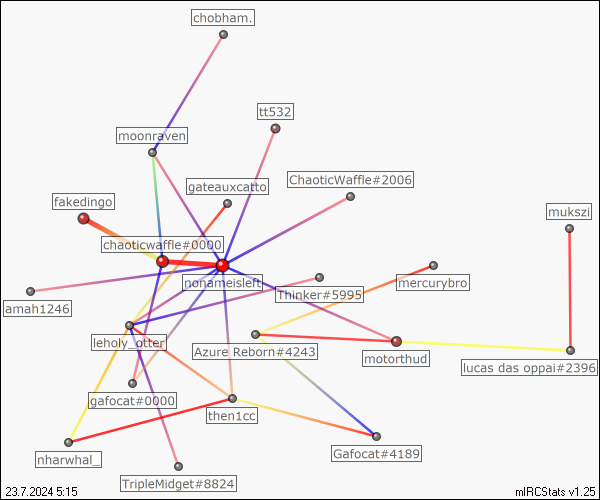 chobham.
tt532
moonraven
ChaoticWaffle#2006
gateauxcatto
fakedingo
mukszi
chaoticwaffle#0000
nonameisleft
mercurybro
Thinker#5995
amah1246
leholy_otter
Azure Reborn#4243
motorthud
lucas das oppai#2396
gafocat#0000
then1cc
Gafocat#4189
nharwhal_
TripleMidget#8824
23.7.2024 5:15
mIRCStats v1.25